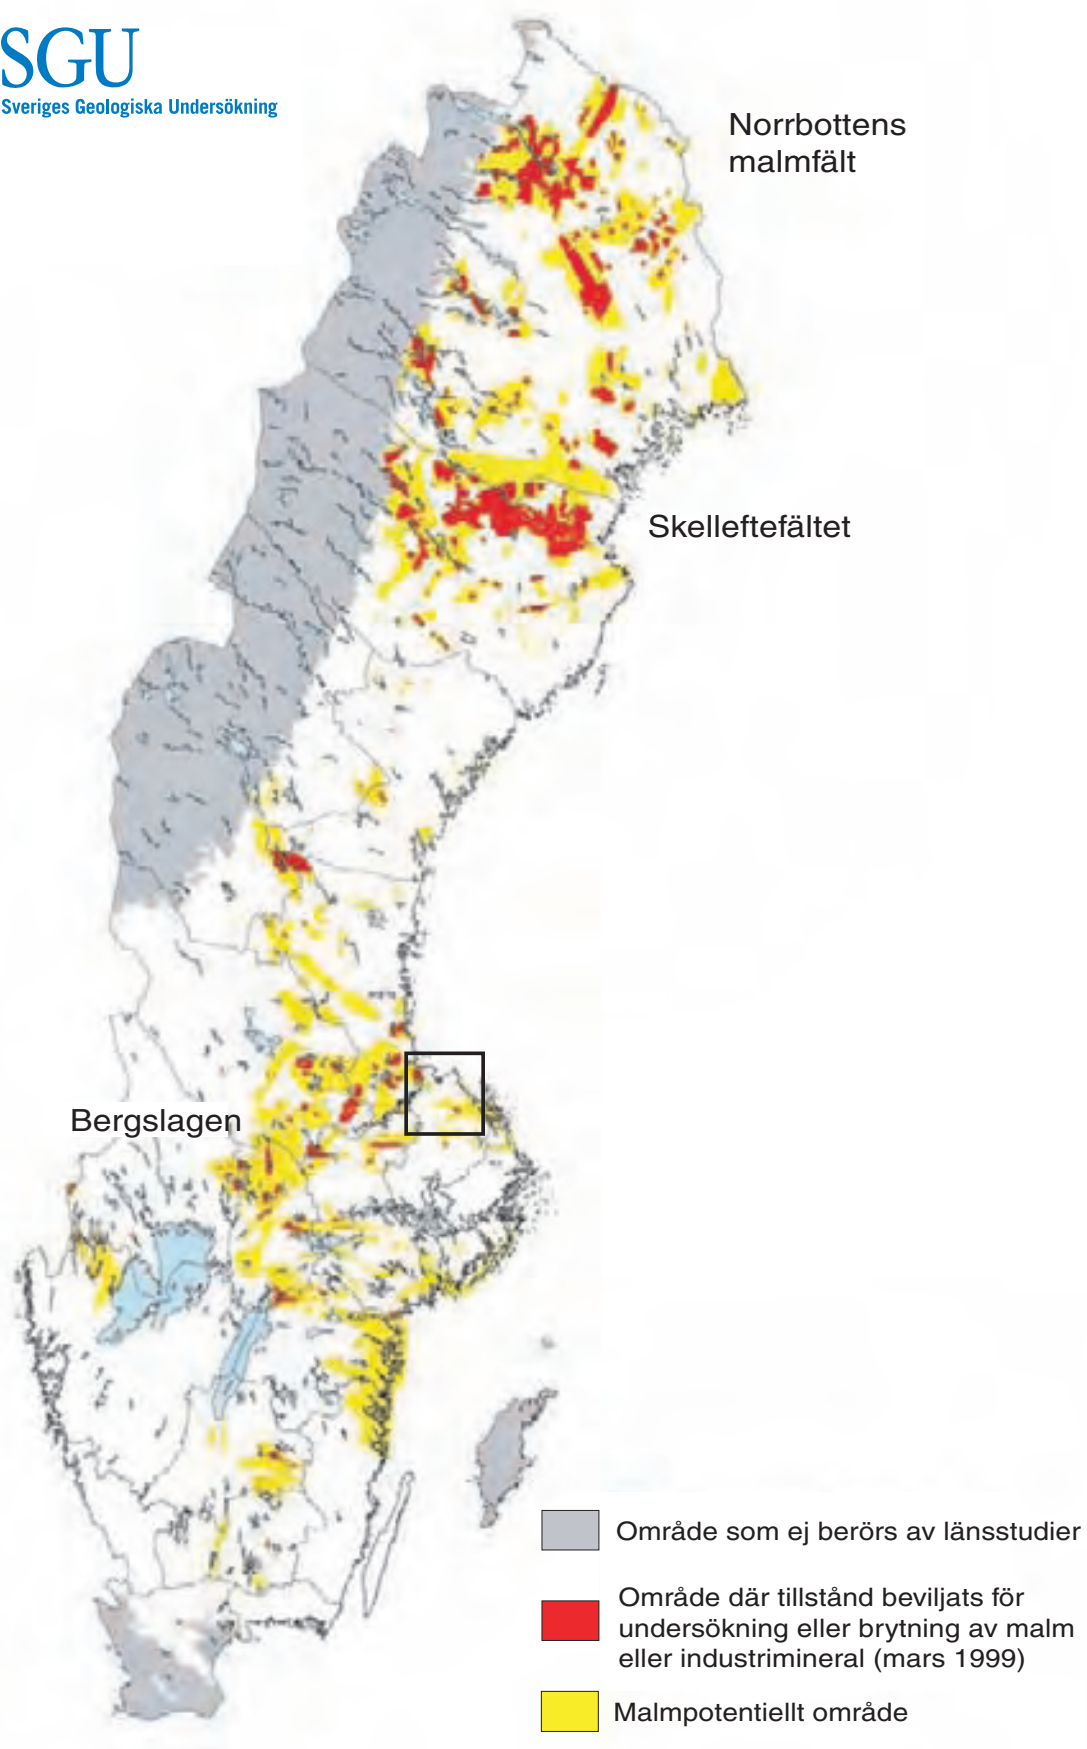 SGU
Sveriges Geologiska Undersökning
Norrbottens
malmfält
Skelleftefältet
Bergslagen
Område som ej berörs av länsstudier
Område där tillstånd beviljats för
undersökning eller brytning av malm
eller industrimineral (mars 1999)
Malmpotentiellt område